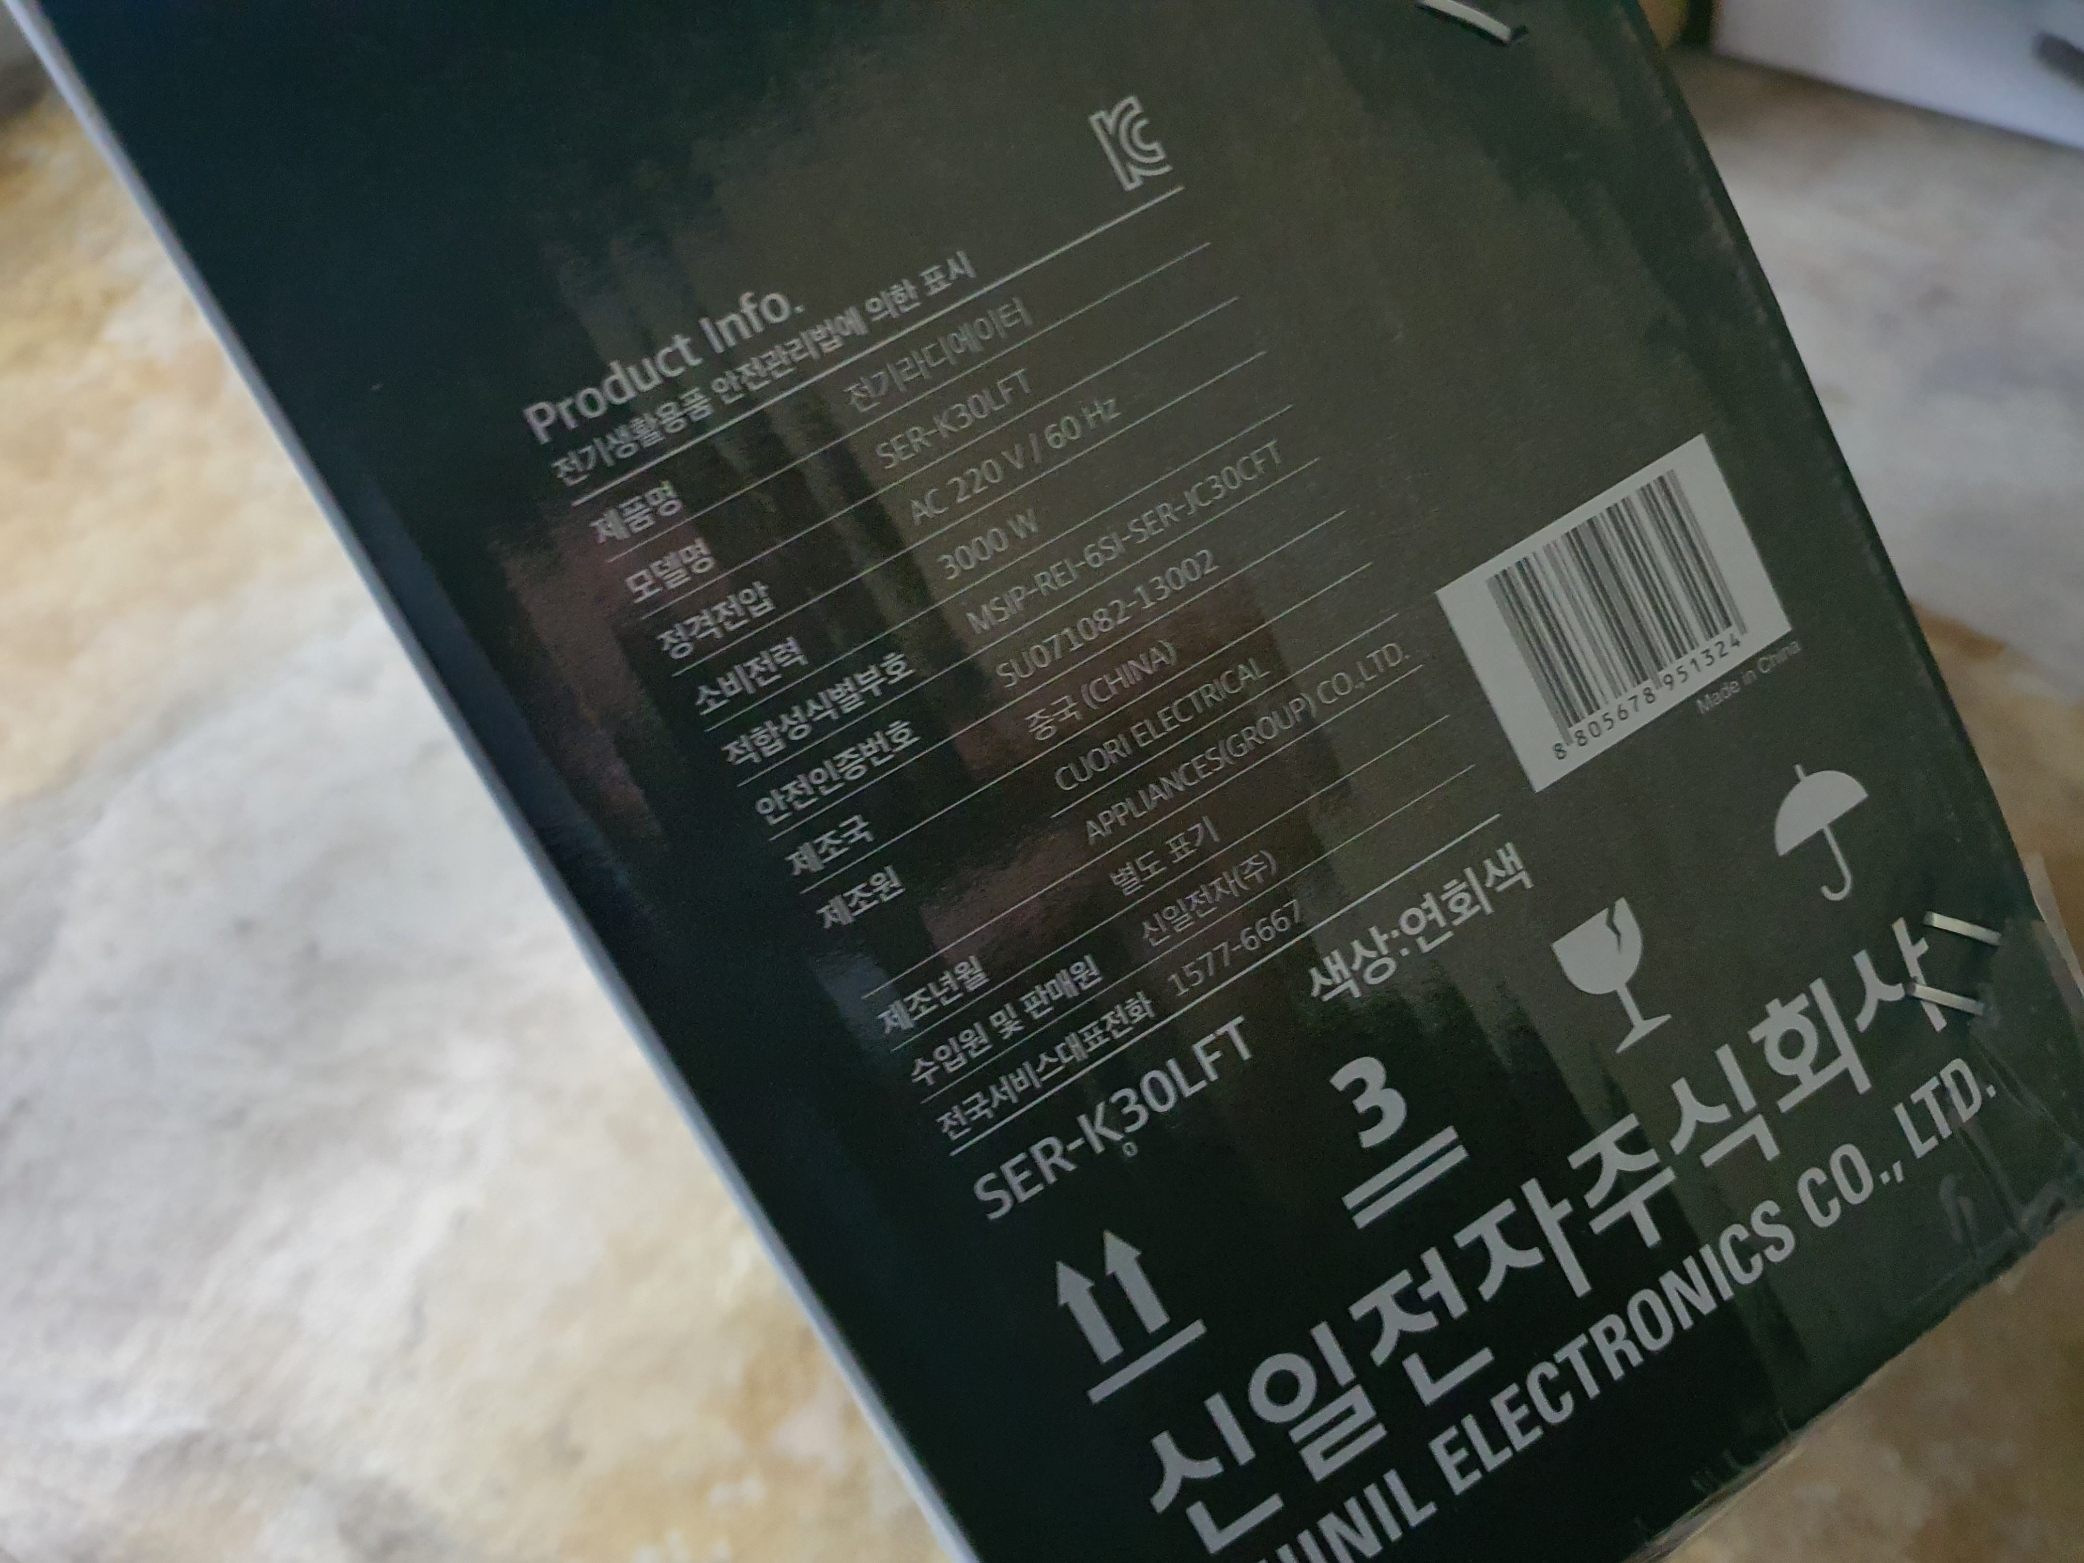 KC
Product Info.
전기생활용품 안전관리법에 의한 표시
제품명 전기라디에이터
모델명 SER-K30LFT
정격전압 AC 220 V / 60 Hz
소비전력 3000 W
적합성식별부호 MSIP-REI-6Si-SER-JC30CFT
안전인증번호 SU071082-13002
제조국 중국 (CHINA)
제조원 CUORI ELECTRICAL
APPLIANCES(GROUP) CO.,LTD.
제조년월 별도 표기
수입원 및 판매원 신일전자(주)
전국서비스대표전화 1577-6667
SER-K30LFT 색상:연회색
8 805678 951324
Made in China
3
신일전자주식회사
ELECTRONICS CO., LTD.